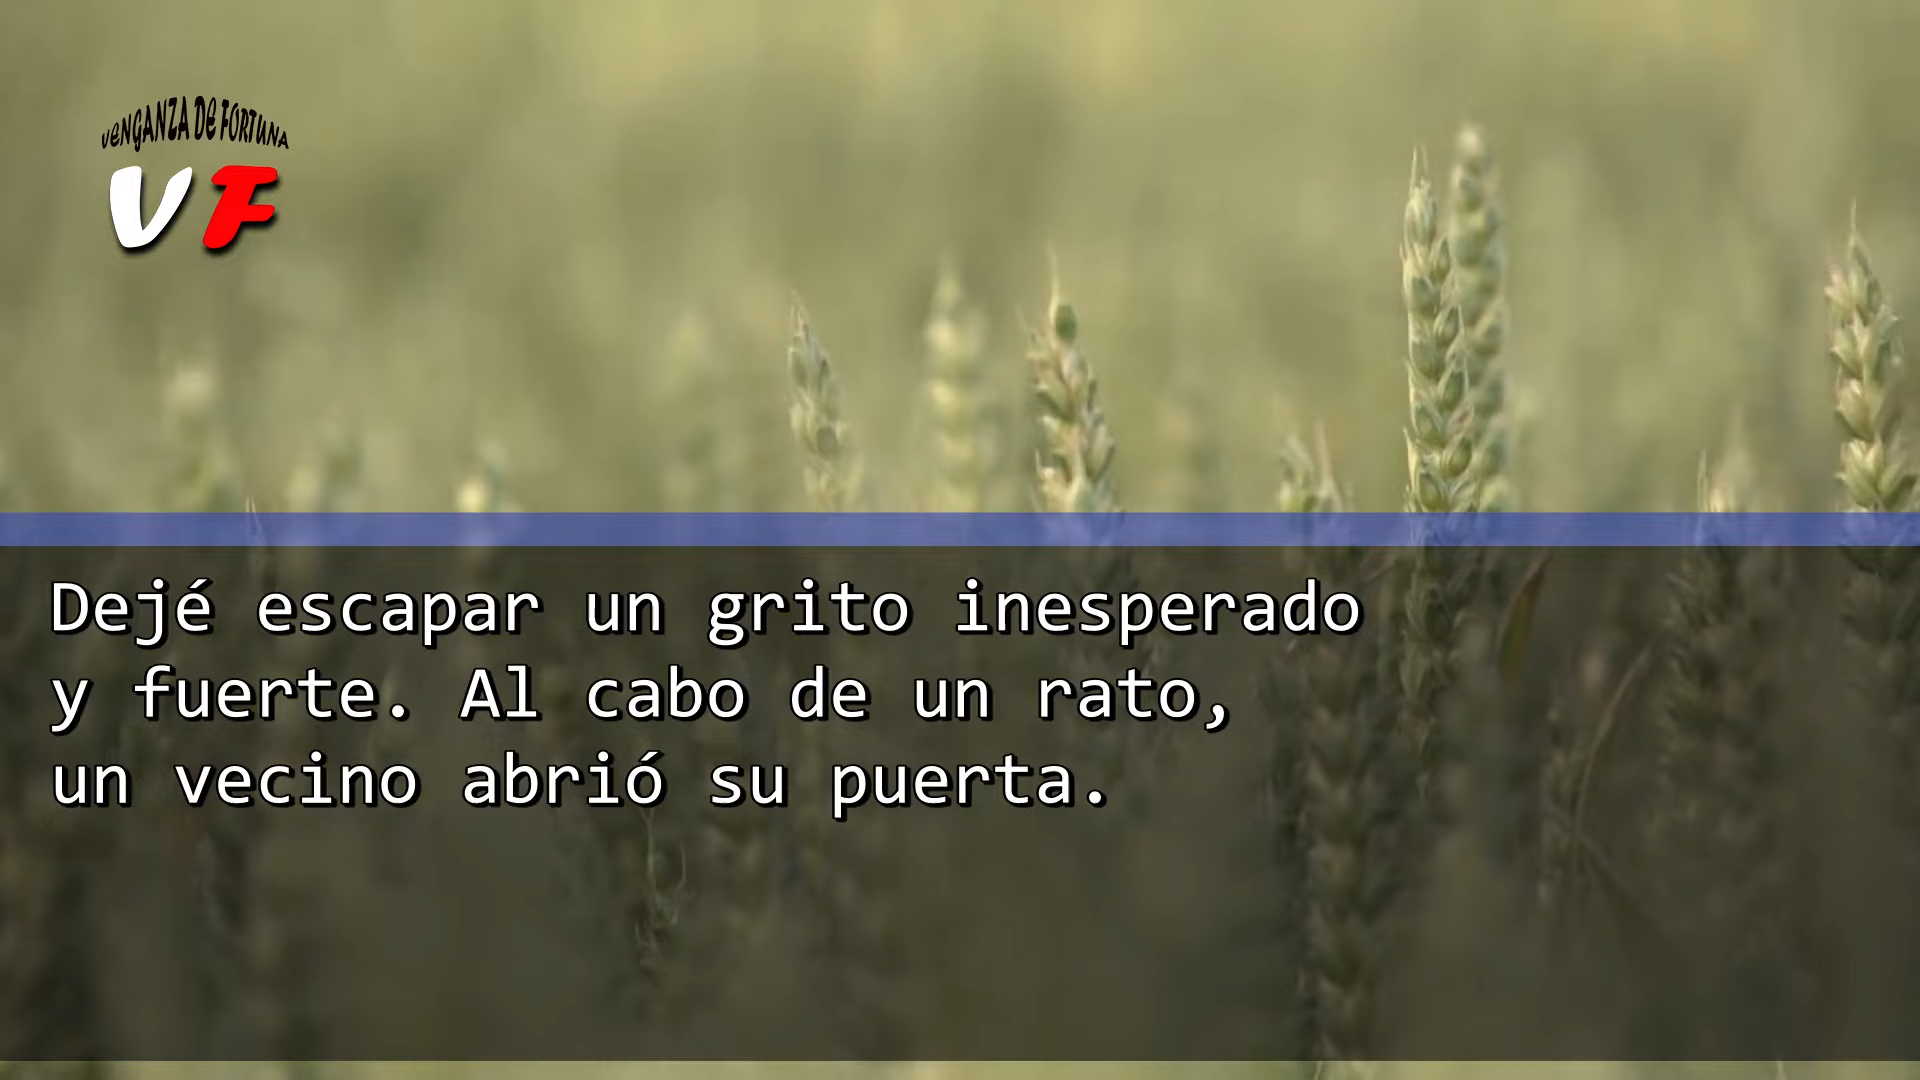 VENGANZA DE FORTUNA
VF
Dejé escapar un grito inesperado
y fuerte. Al cabo de un rato,
un vecino abrió su puerta.